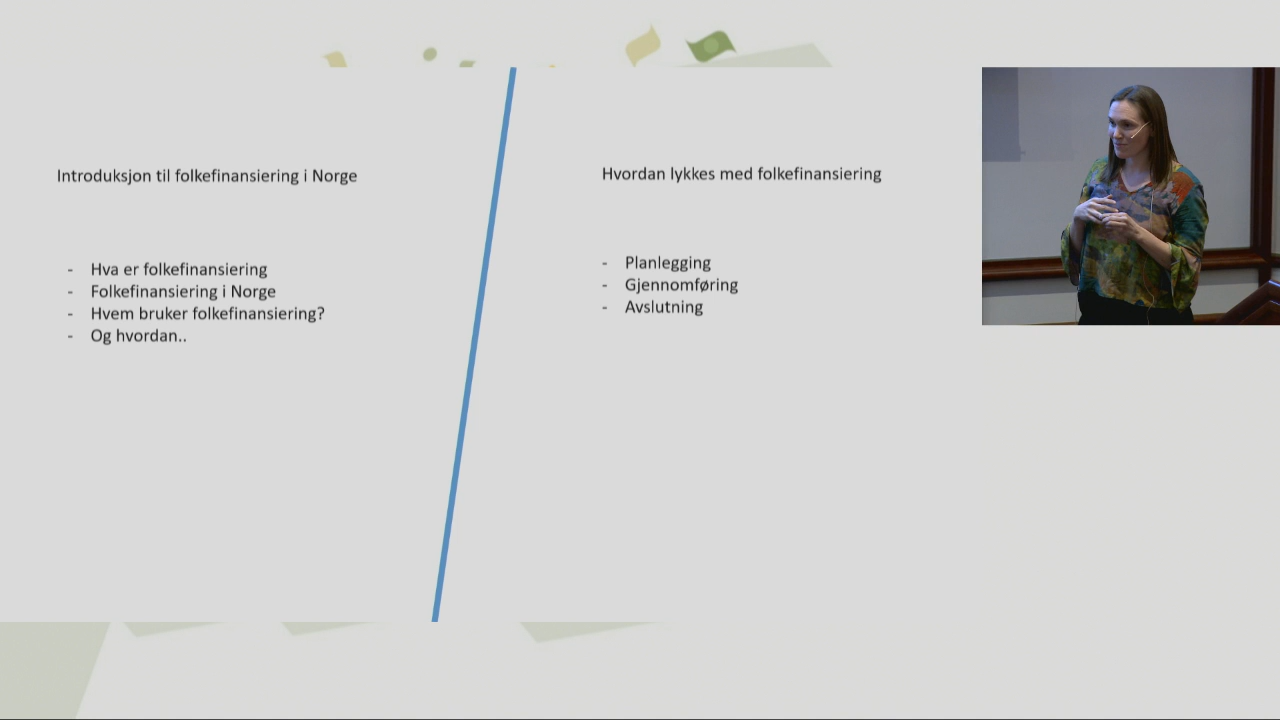 Introduksjon til folkefinansiering i Norge
- Hva er folkefinansiering
- Folkefinansiering i Norge
- Hvem bruker folkefinansiering?
- Og hvordan..
Hvordan lykkes med folkefinansiering
- Planlegging
- Gjennomføring
- Avslutning